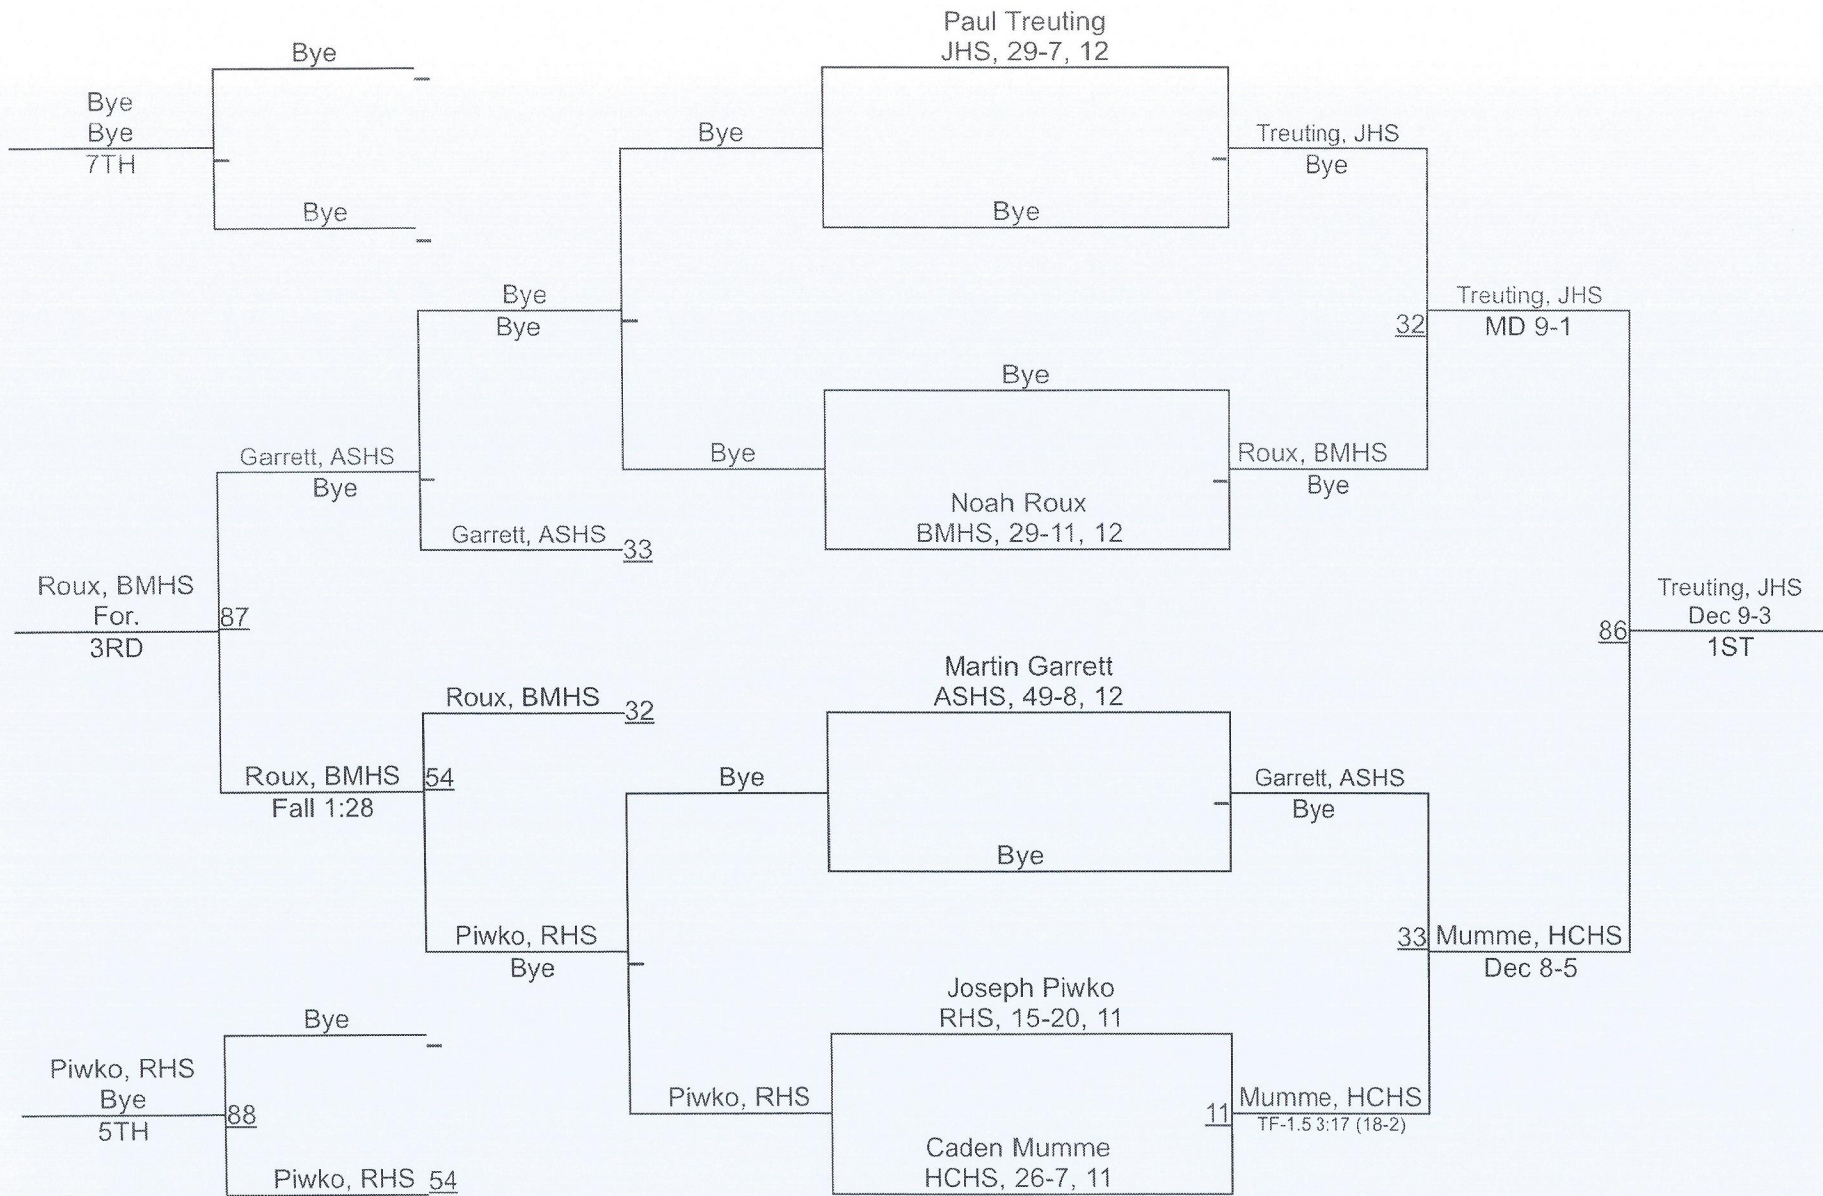 Paul Treuting
JHS, 29-7, 12
Bye
Bye
Bye
7TH
Bye
Bye
Treuting, JHS
Bye
Bye
Bye
Bye
Treuting, JHS
32
MD 9-1
Bye
Garrett, ASHS
Bye
Bye
Roux, BMHS
Bye
Noah Roux
BMHS, 29-11, 12
Garrett, ASHS
33
Roux, BMHS
For.
87
3RD
Treuting, JHS
Dec 9-3
86
1ST
Martin Garrett
ASHS, 49-8, 12
Roux, BMHS
32
Roux, BMHS
54
Fall 1:28
Bye
Garrett, ASHS
Bye
Bye
Piwko, RHS
Bye
33
Mumme, HCHS
Dec 8-5
Joseph Piwko
RHS, 15-20, 11
Bye
Piwko, RHS
Bye
88
5TH
Piwko, RHS
11
Mumme, HCHS
TF-1.5 3:17 (18-2)
Caden Mumme
HCHS, 26-7, 11
Piwko, RHS
54